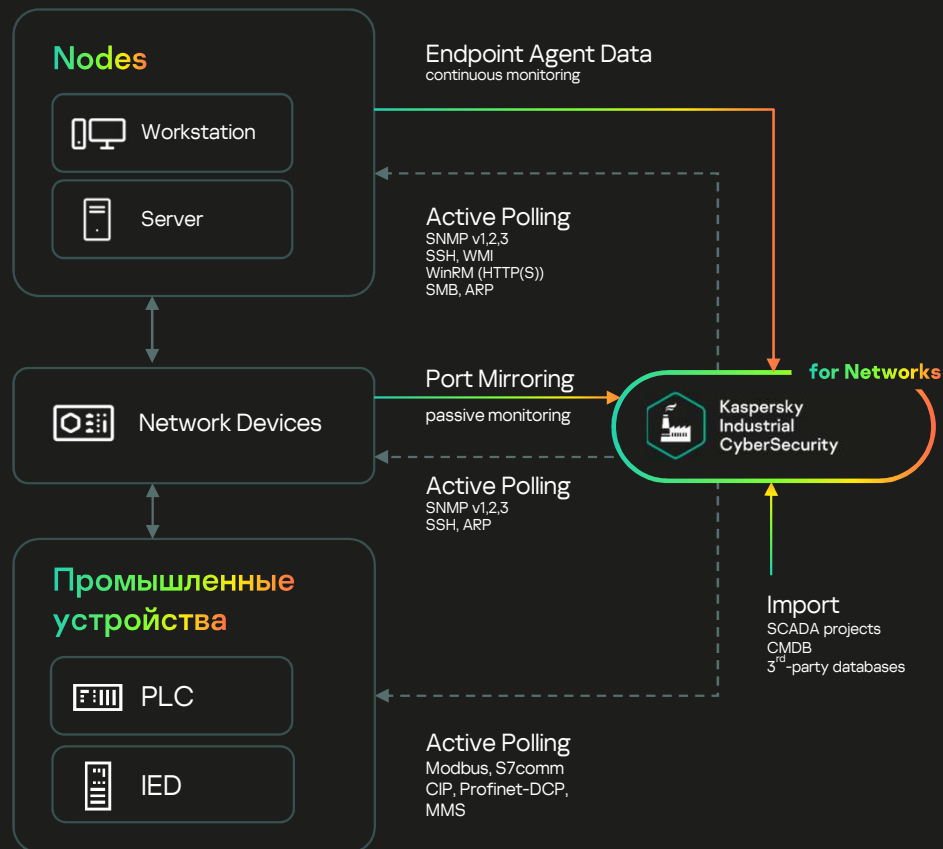 Nodes
Workstation
Server
Endpoint Agent Data
continuous monitoring
Active Polling
SNMP v1,2,3
SSH, WMI
WinRM (HTTP(S))
SMB, ARP
Network Devices
Port Mirroring
passive monitoring
Active Polling
SNMP v1,2,3
SSH, ARP
for Networks
Kaspersky
Industrial
CyberSecurity
Промышленные
устройства
PLC
IED
Active Polling
Modbus, S7comm
CIP, Profinet-DCP,
MMS
Import
SCADA projects
CMDB
3rd-party databases